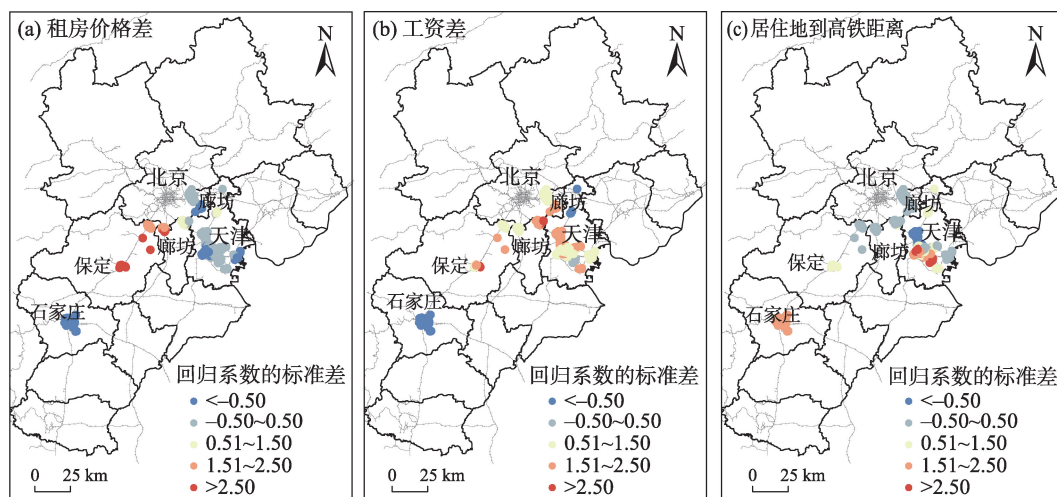 (a) 租房价格差
N
北京
廊坊
天津
廊坊
保定
石家庄
回归系数的标准差
<–0.50
–0.50~0.50
0.51~1.50
1.51~2.50
>2.50
0 25 km
(b) 工资差
N
北京
廊坊
天津
廊坊
保定
石家庄
回归系数的标准差
<–0.50
–0.50~0.50
0.51~1.50
1.51~2.50
>2.50
0 25 km
(c) 居住地到高铁距离
N
北京
廊坊
天津
廊坊
保定
石家庄
回归系数的标准差
<–0.50
–0.50~0.50
0.51~1.50
1.51~2.50
>2.50
0 25 km